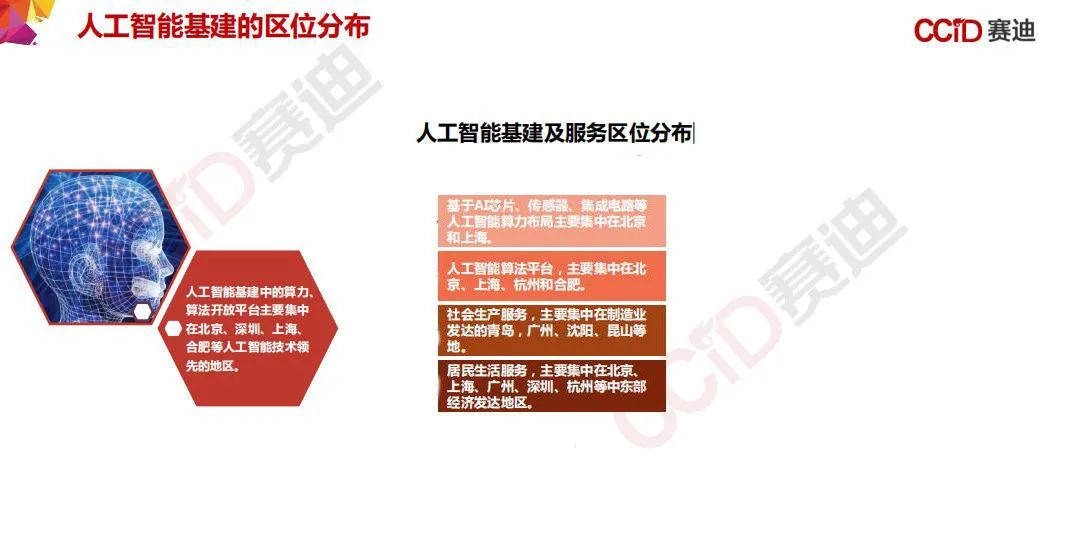 人工智能基建的区位分布
CCiD 赛迪
人工智能基建及服务区位分布
人工智能基建中的算力、
算法开放平台主要集中
在北京、深圳、上海、
合肥等人工智能技术领
先的地区。
基于AI芯片、传感器、集成电路等
人工智能算力布局主要集中在北京
和上海。
人工智能算法平台，主要集中在北
京、上海、杭州和合肥。
社会生产服务，主要集中在制造业
发达的青岛，广州、沈阳、昆山等
地。
居民生活服务，主要集中在北京、
上海、广州、深圳、杭州等中东部
经济发达地区。
CCiD赛迪
CCiD赛迪